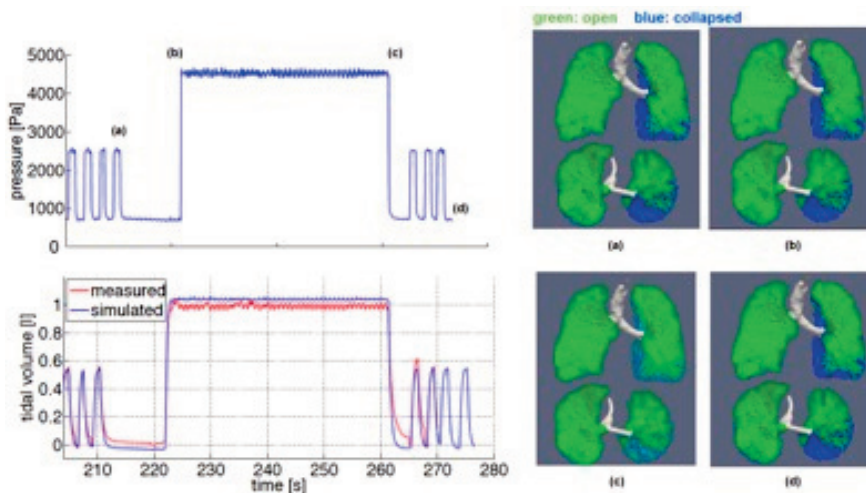 green: open blue: collapsed
5000
4000
3000
2000
1000
0
pressure [Pa]
(a)
(b)
(c)
(d)
1
0.8
0.6
0.4
0.2
0
tidal volume [l]
measured
simulated
210 220 230 240 250 260 270 280
time [s]
(a)
(b)
(c)
(d)